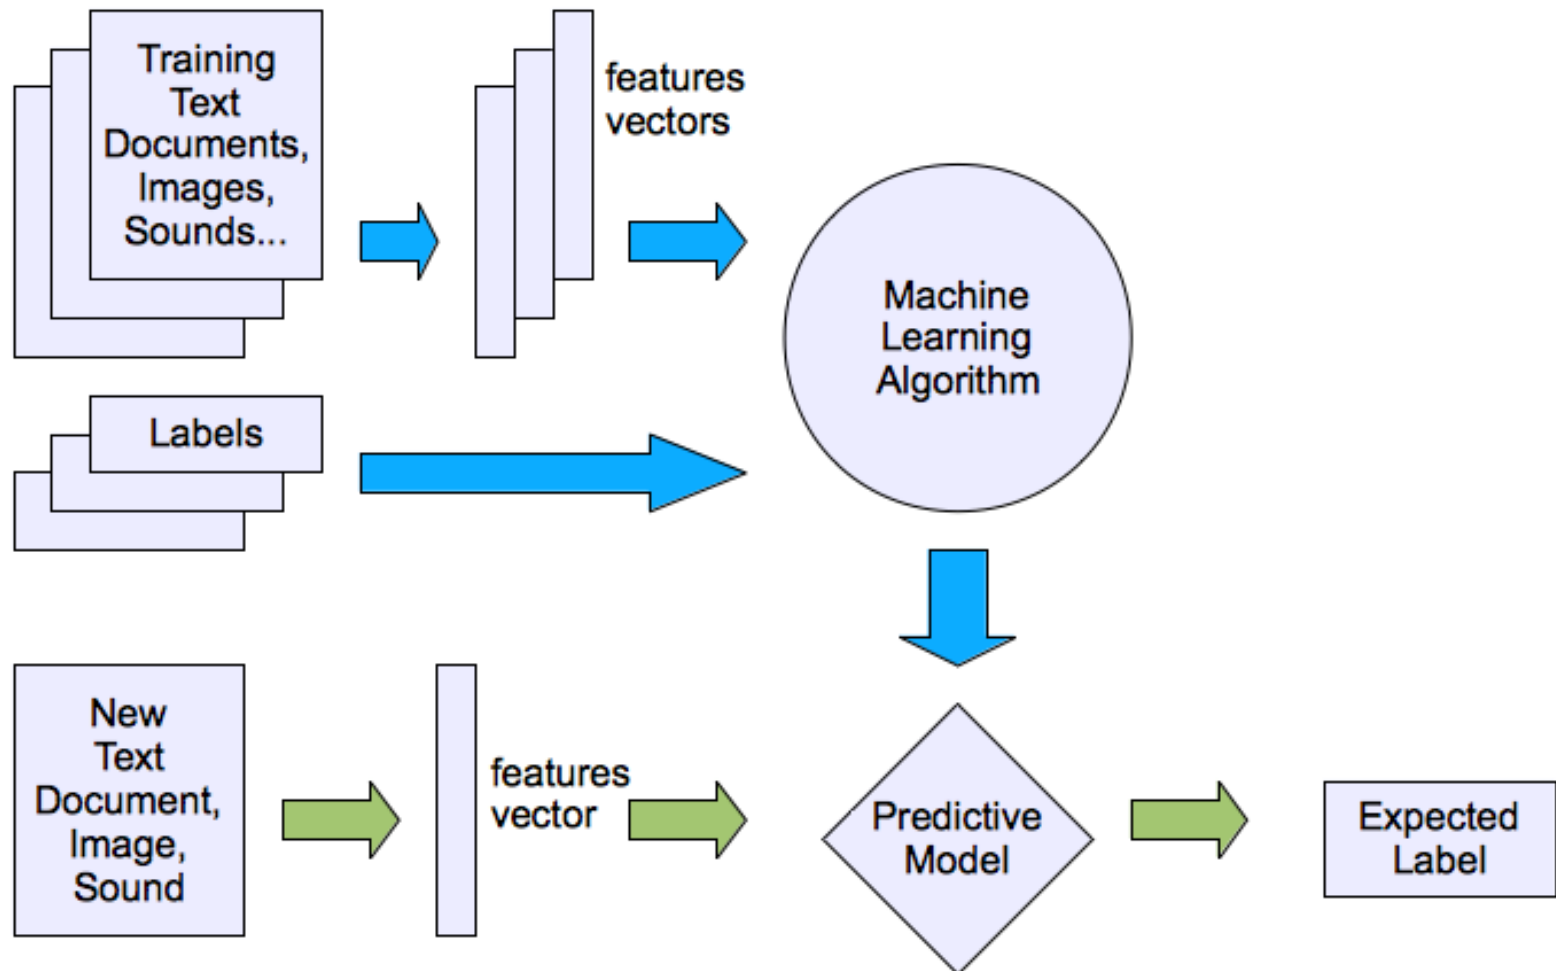 Training
Text
Documents,
Images,
Sounds...
features
vectors
Machine
Learning
Algorithm
Labels
New
Text
Document,
Image,
Sound
features
vector
Predictive
Model
Expected
Label